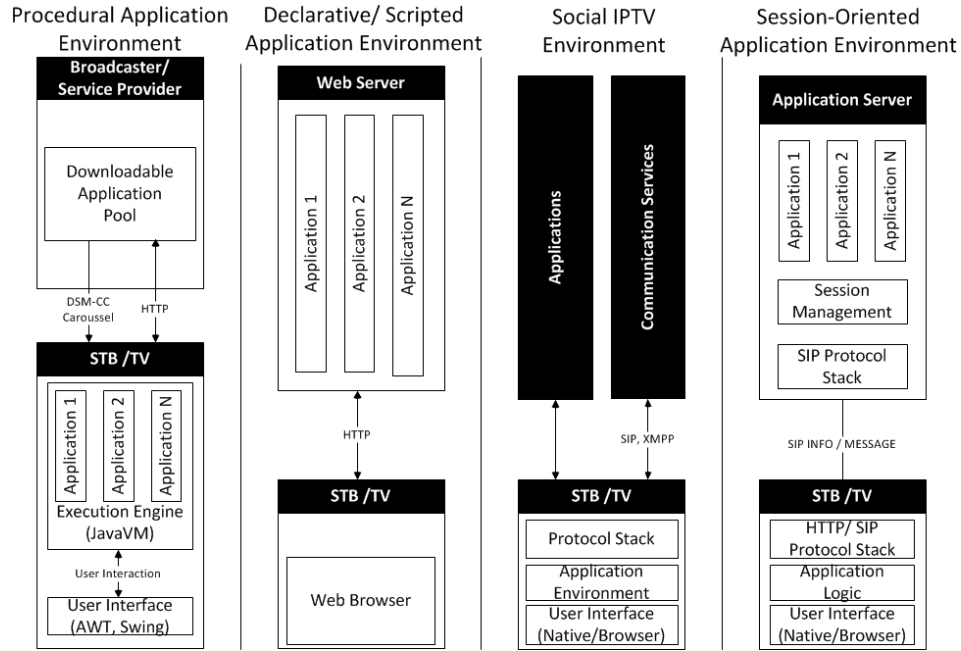 Procedural Application
Environment
Broadcaster/
Service Provider
Downloadable
Application
Pool
DSM-CC
Caroussel
HTTP
STB /TV
Application 1
Application 2
Application N
Execution Engine
(JavaVM)
User Interaction
User Interface
(AWT, Swing)
Declarative/ Scripted
Application Environment
Web Server
Application 1
Application 2
Application N
HTTP
STB /TV
Web Browser
Social IPTV
Environment
Applications
Communication Services
SIP, XMPP
STB /TV
Protocol Stack
Application
Environment
User Interface
(Native/Browser)
Session-Oriented
Application Environment
Application Server
Application 1
Application 2
Application N
Session
Management
SIP Protocol
Stack
SIP INFO / MESSAGE
STB /TV
HTTP/ SIP
Protocol Stack
Application
Logic
User Interface
(Native/Browser)